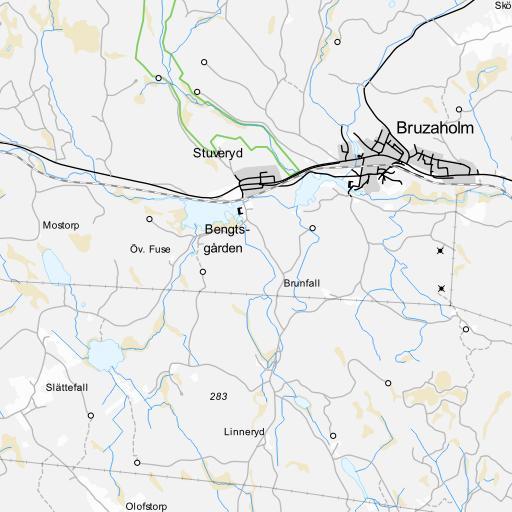 Skö
Bruzaholm
Stuveryd
Mostorp
Bengts-
gården
Öv. Fuse
Brunfall
Slättefall
283
Linneryd
Olofstorp